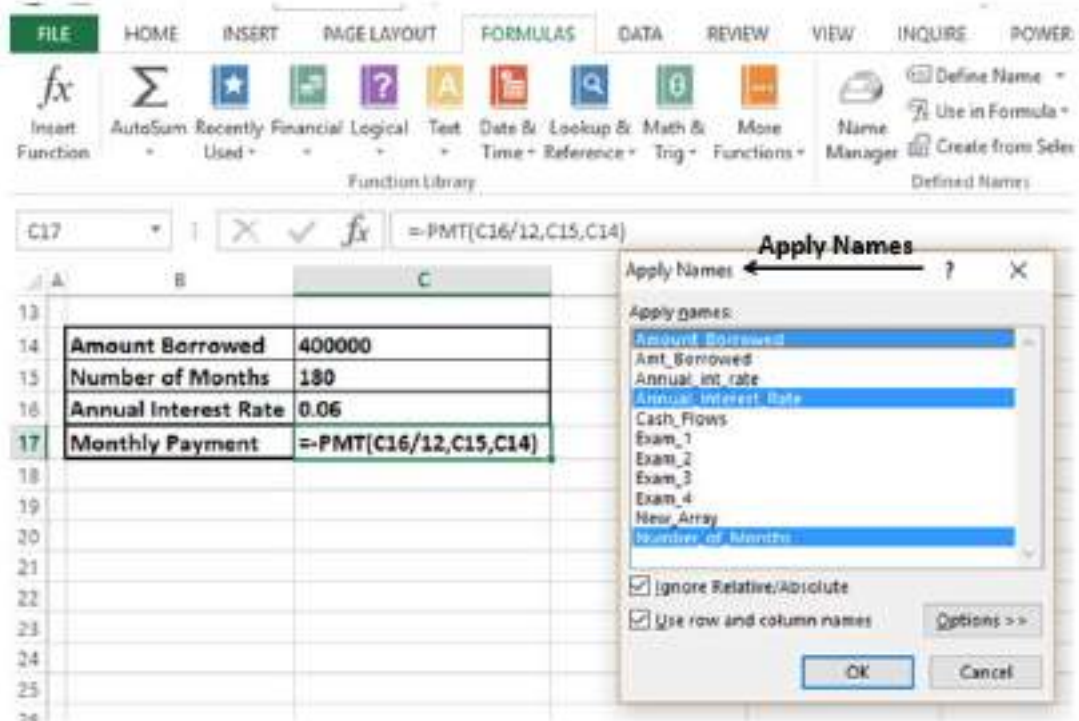 FILE HOME INSERT PAGE LAYOUT FORMULAS DATA REVIEW VIEW INQUIRE POWER
Insert Function
AutoSum
Recently Used
Financial
Logical
Text
Date & Time
Lookup & Reference
Math & Trig
More Functions
Name Manager
Define Name
Use in Formula
Create from Selec
Function Library
Defined Names
C17 fx =-PMT(C16/12,C15,C14)
Apply Names
A B C
13
14 Amount Borrowed 400000
15 Number of Months 180
16 Annual Interest Rate 0.06
17 Monthly Payment =-PMT(C16/12,C15,C14)
18
19
20
21
22
23
24
25
26
Apply Names ?
Apply names:
Amount_Borrowed
Amt_Borrowed
Annual_int_rate
Annual_Interest_Rate
Cash_Flows
Exam_1
Exam_2
Exam_3
Exam_4
New_Array
Number_of_Months
Ignore Relative/Absolute
Use row and column names
Options >>
OK Cancel